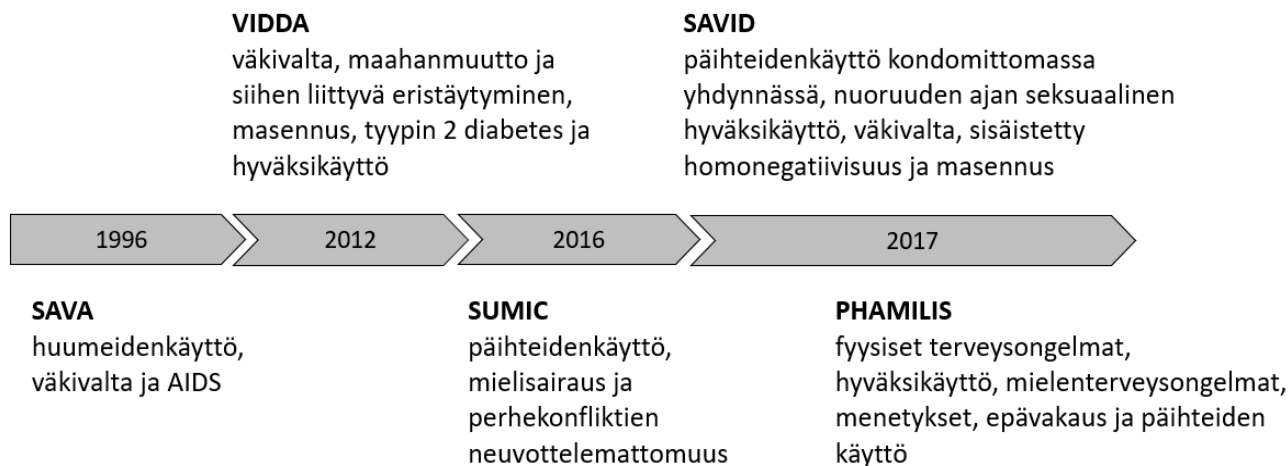 VIDDA
väkivalta, maahanmuutto ja
siihen liittyvä eristäytyminen,
masennus, tyypin 2 diabetes ja
hyväksikäyttö
SAVID
päihteidenkäyttö kondomittomassa
yhdynnässä, nuoruuden ajan seksuaalinen
hyväksikäyttö, väkivalta, sisäistetty
homonegatiivisuus ja masennus
1996
2012
2016
2017
SAVA
huumeidenkäyttö,
väkivalta ja AIDS
SUMIC
päihteidenkäyttö,
mielisairaus ja
perhekonfliktien
neuvottelemattomuus
PHAMILIS
fyysiset terveysongelmat,
hyväksikäyttö, mielenterveysongelmat,
menetykset, epävakaus ja päihteiden
käyttö